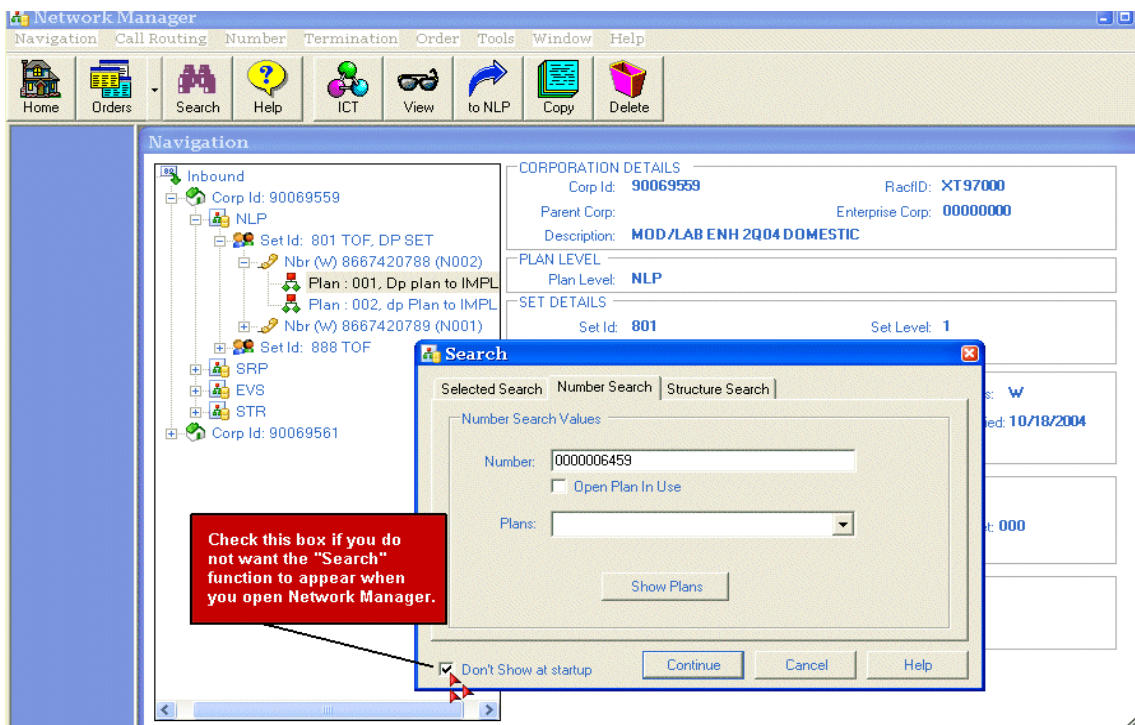 Network Manager
Navigation Call Routing Number Termination Order Tools Window Help
Home Orders Search Help ICT View to NLP Copy Delete
Navigation
Inbound
Corp Id: 90069559
NLP
Set Id: 801 TOF, DP SET
Nbr (W) 8667420788 (N002)
Plan : 001, Dp plan to IMPL
Plan : 002, dp Plan to IMPL
Nbr (W) 8667420789 (N001)
Set Id: 888 TOF
SRP
EVS
STR
Corp Id: 90069561
CORPORATION DETAILS
Corp Id: 90069559 RacfID: XT97000
Parent Corp: Enterprise Corp: 00000000
Description: MOD/LAB ENH 2Q04 DOMESTIC
PLAN LEVEL
Plan Level: NLP
SET DETAILS
Set Id: 801 Set Level: 1
s: W
ied: 10/18/2004
et: 000
Search
Selected Search Number Search Structure Search
Number Search Values
Number: 0000006459
Open Plan In Use
Plans:
Show Plans
Don't Show at startup Continue Cancel Help
Check this box if you do
not want the "Search"
function to appear when
you open Network Manager.